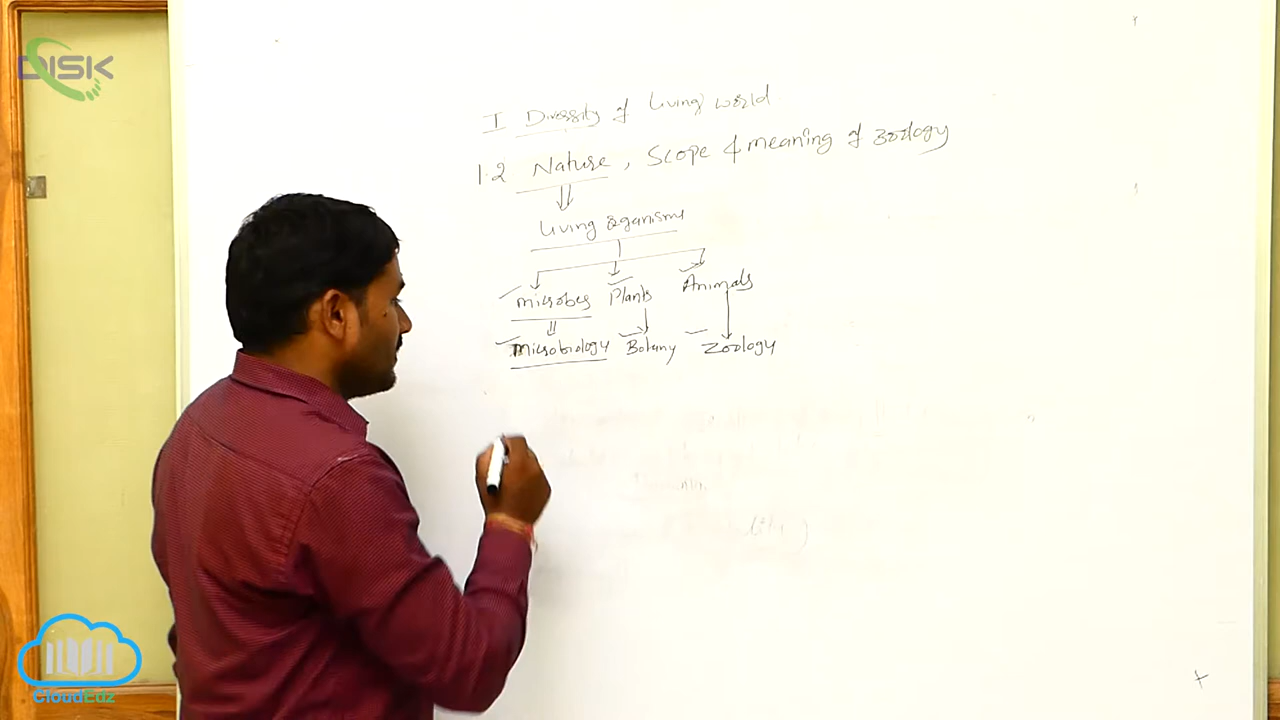 DISK
I Diversity of Living world
1.2 Nature, Scope & meaning of Zoology
Living organisms
microbes Plants Animals
microbiology Botany Zoology
CloudEdz